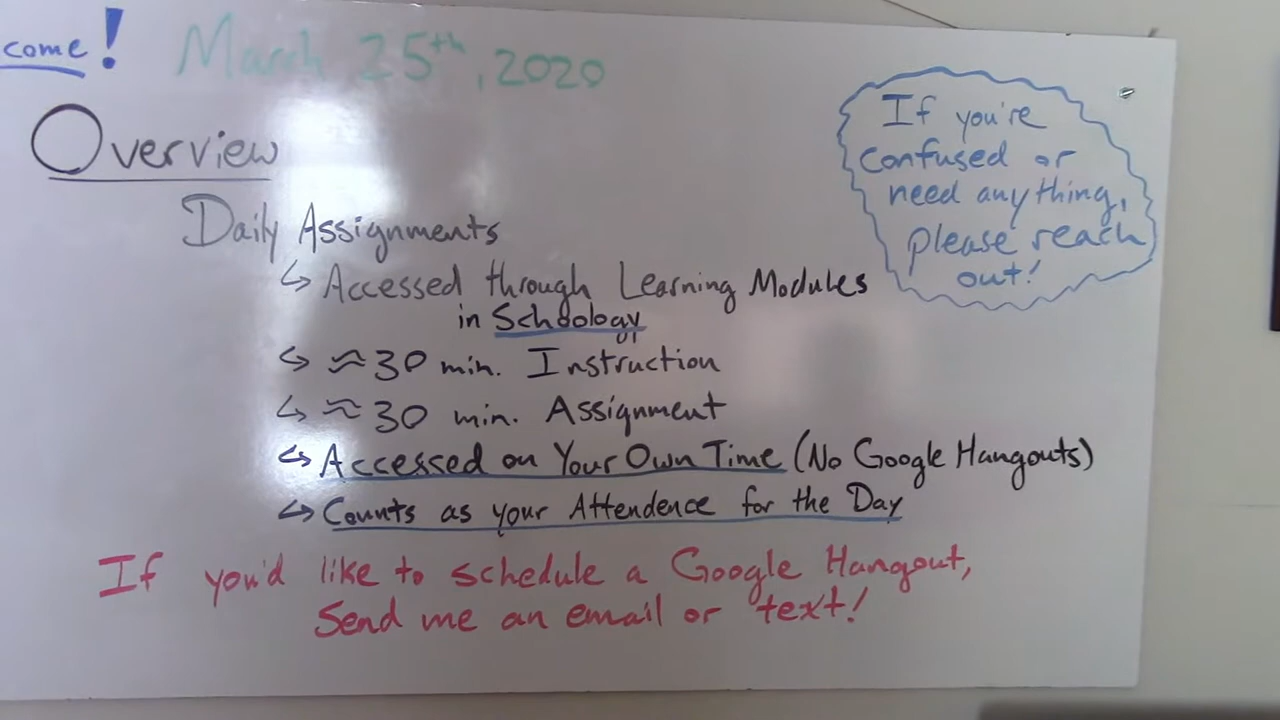 come!
March 25th, 2020
Overview
Daily Assignments
↳ Accessed through Learning Modules
in Schoology
↳ ≈30 min. Instruction
↳ ≈30 min. Assignment
↳ Accessed on Your Own Time (No Google Hangouts)
↳ Counts as your Attendence for the Day
If you'd like to schedule a Google Hangout,
Send me an email or text!
If you're
confused or
need anything,
please reach
out!